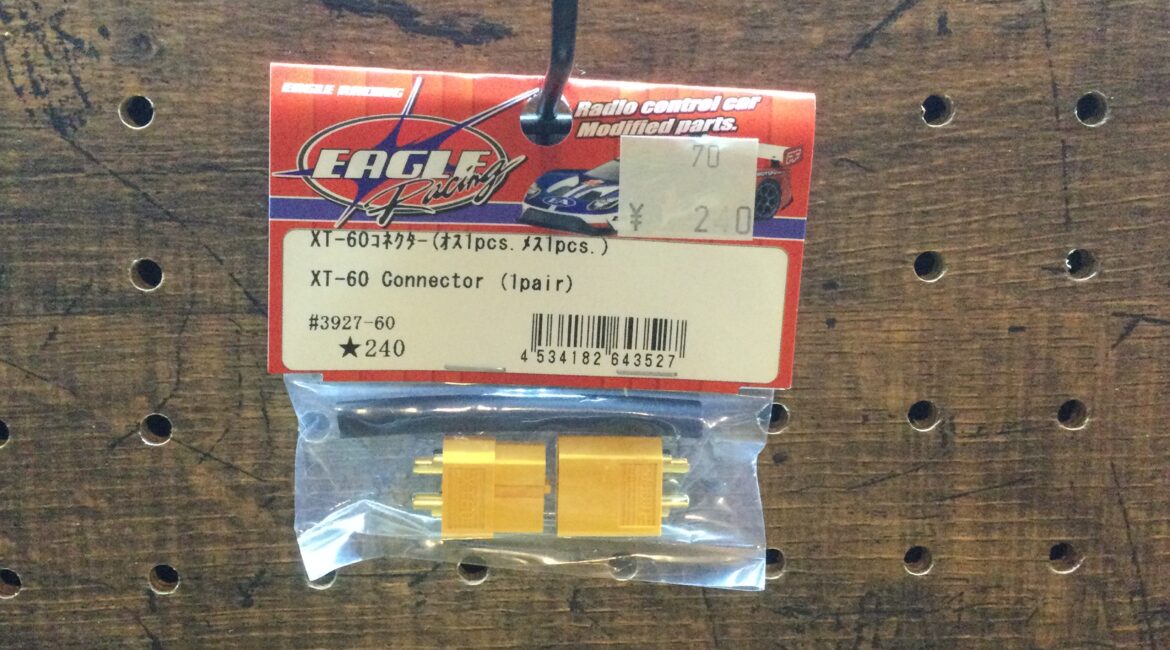 EAGLE RACING
Radio control car
Modified parts.
EAGLE
Racing
70
¥ 240
XT-60ｺﾈｸﾀｰ(ｵｽ1pcs.ﾒｽ1pcs.)
XT-60 Connector (1pair)
#3927-60
★240
4 534182 643527